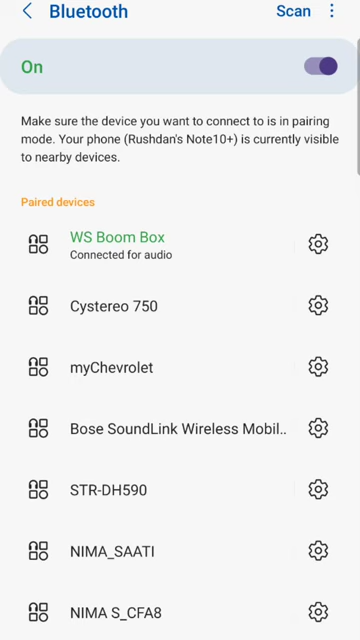 Bluetooth
Scan
On
Make sure the device you want to connect to is in pairing
mode. Your phone (Rushdan's Note10+) is currently visible
to nearby devices.
Paired devices
WS Boom Box
Connected for audio
Cystereo 750
myChevrolet
Bose SoundLink Wireless Mobil..
STR-DH590
NIMA_SAATI
NIMA S_CFA8